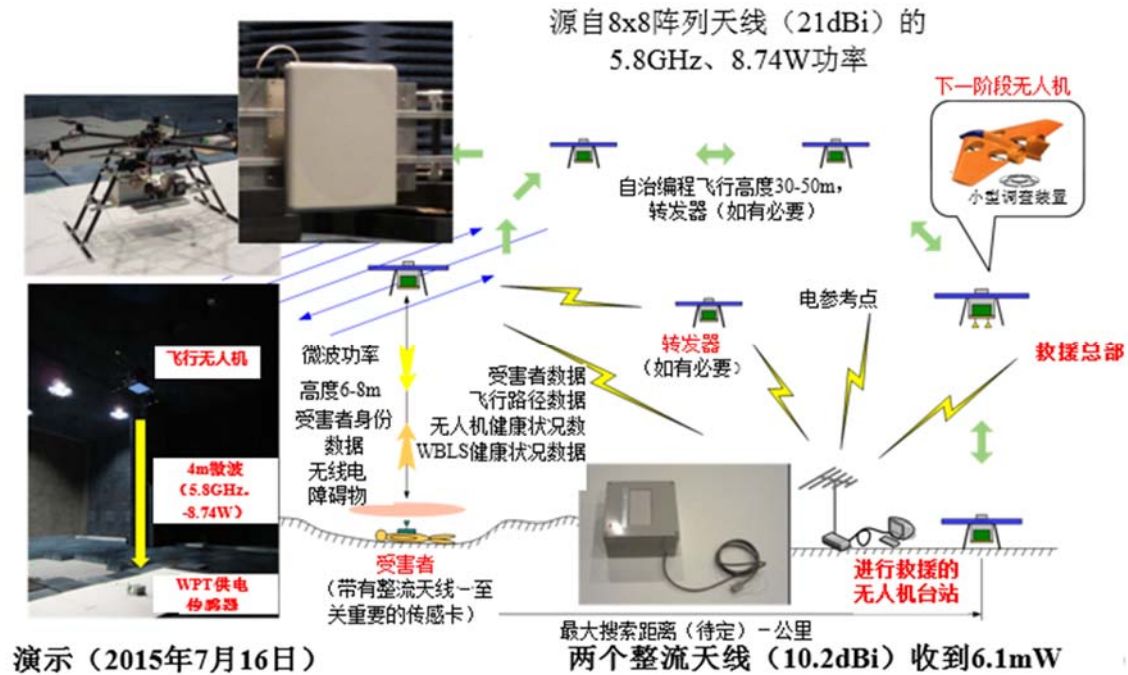 源自8x8阵列天线（21dBi）的
5.8GHz、8.74W功率
下一阶段无人机
小型调查装置
自治编程飞行高度30-50m，
转发器（如有必要）
电参考点
转发器
（如有必要）
救援总部
飞行无人机
微波功率
高度6-8m
受害者身份
数据
无线电
障碍物
受害者数据
飞行路径数据
无人机健康状况数
WBLS健康状况数据
4m微波
（5.8GHz。
-8.74W）
WPT供电
传感器
受害者
（带有整流天线－至
关重要的传感卡）
进行救援的
无人机台站
最大搜索距离（待定）－公里
演示（2015年7月16日）
两个整流天线（10.2dBi）收到6.1mW